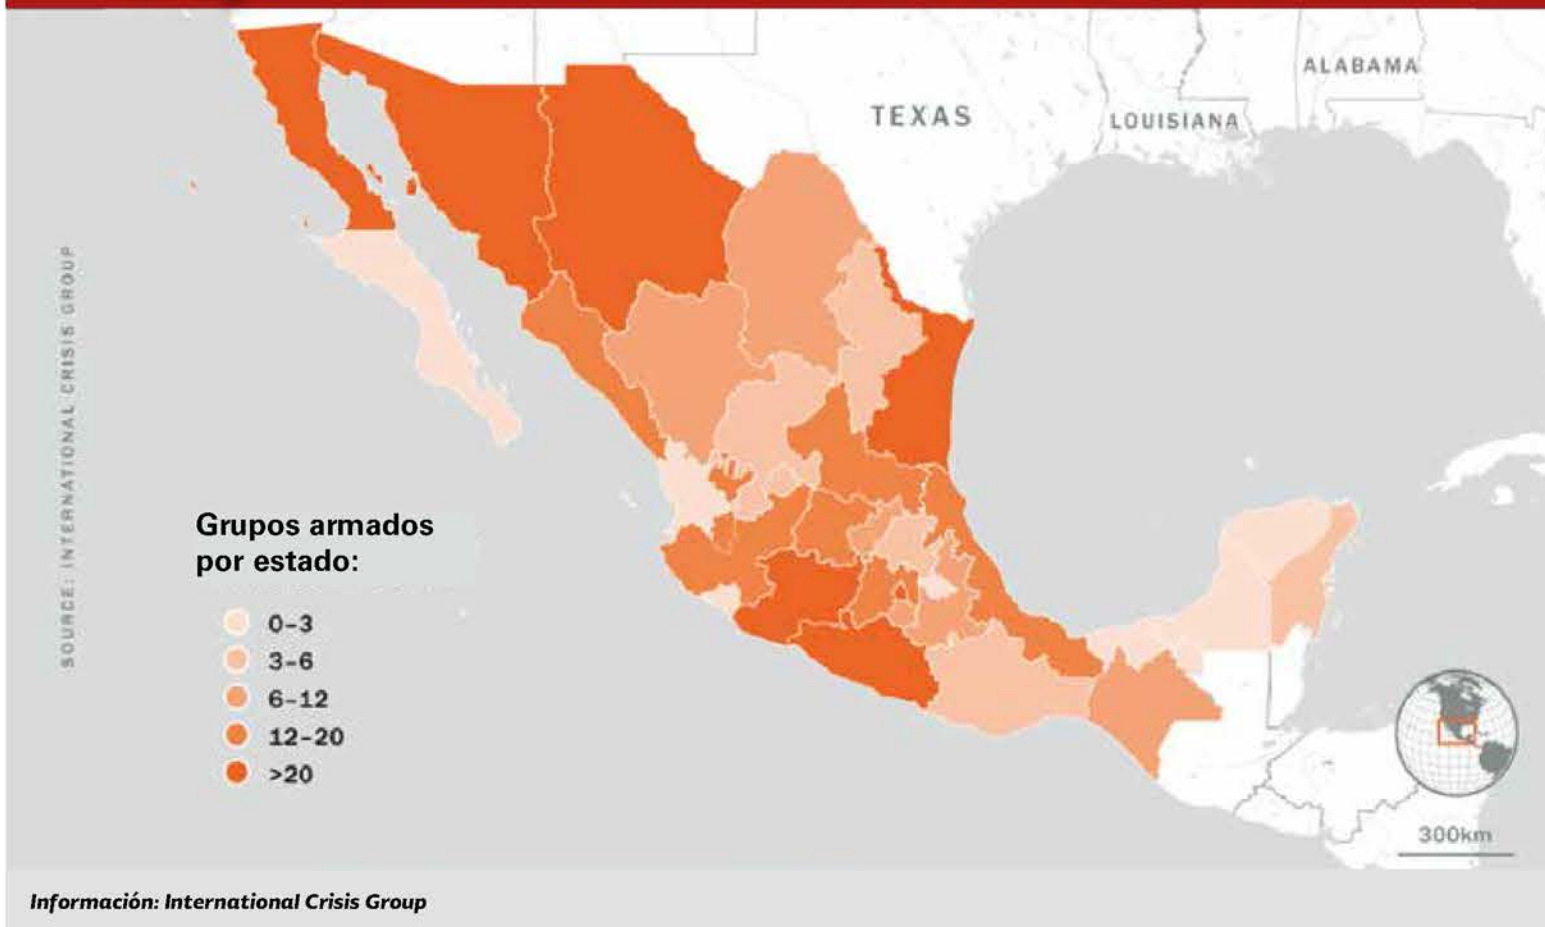 ALABAMA
TEXAS
LOUISIANA
SOURCE: INTERNATIONAL CRISIS GROUP
Grupos armados
por estado:
0–3
3–6
6–12
12–20
>20
300km
Información: International Crisis Group